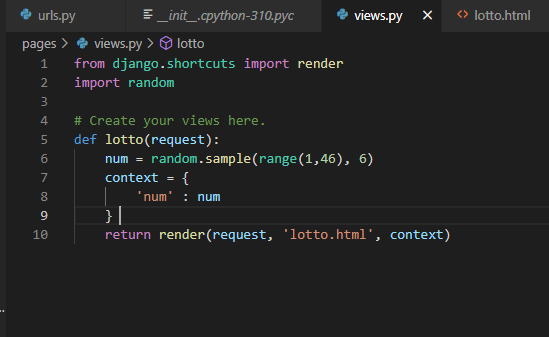 urls.py __init__.cpython-310.pyc views.py × <> lotto.html
pages > views.py > lotto
1 from django.shortcuts import render
2 import random
3
4 # Create your views here.
5 def lotto(request):
6 num = random.sample(range(1,46), 6)
7 context = {
8 'num' : num
9 }
10 return render(request, 'lotto.html', context)